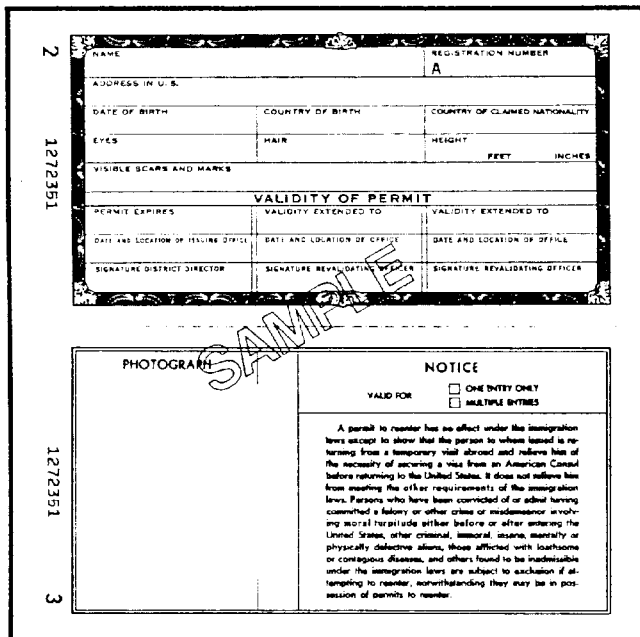 2
1272351
NAME
REGISTRATION NUMBER
A
ADDRESS IN U. S.
DATE OF BIRTH COUNTRY OF BIRTH COUNTRY OF CLAIMED NATIONALITY
EYES HAIR HEIGHT
FEET INCHES
VISIBLE SCARS AND MARKS
VALIDITY OF PERMIT
PERMIT EXPIRES VALIDITY EXTENDED TO VALIDITY EXTENDED TO
DATE AND LOCATION OF ISSUING OFFICE DATE AND LOCATION OF OFFICE DATE AND LOCATION OF OFFICE
SIGNATURE DISTRICT DIRECTOR SIGNATURE REVALIDATING OFFICER SIGNATURE REVALIDATING OFFICER
SAMPLE
1272351
3
PHOTOGRAPH
NOTICE
VALID FOR
ONE ENTRY ONLY
MULTIPLE ENTRIES
A permit to reenter has no effect under the immigration
laws except to show that the person to whom issued is re-
turning from a temporary visit abroad and relieve him of
the necessity of securing a visa from an American Consul
before returning to the United States. It does not relieve him
from meeting the other requirements of the immigration
laws. Persons who have been convicted of or admit having
committed a felony or other crime or misdemeanor involv-
ing moral turpitude either before or after entering the
United States, other criminal, immoral, insane, mentally or
physically defective aliens, those afflicted with loathsome
or contagious diseases, and others found to be inadmissible
under the immigration laws are subject to exclusion if at-
tempting to reenter, notwithstanding they may be in pos-
session of permits to reenter.